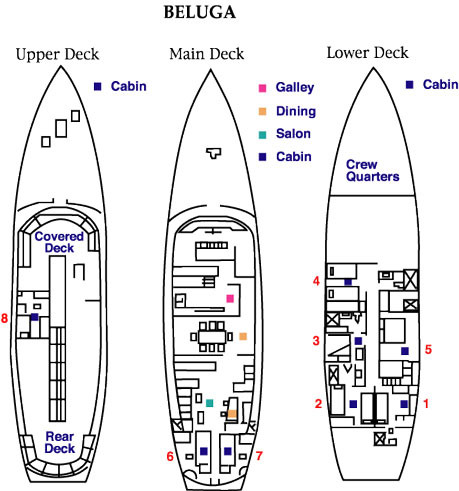 BELUGA
Upper Deck
Main Deck
Lower Deck
Cabin
Galley
Dining
Salon
Cabin
Cabin
Crew
Quarters
Covered
Deck
4
8
3
5
2
1
Rear
Deck
6
7